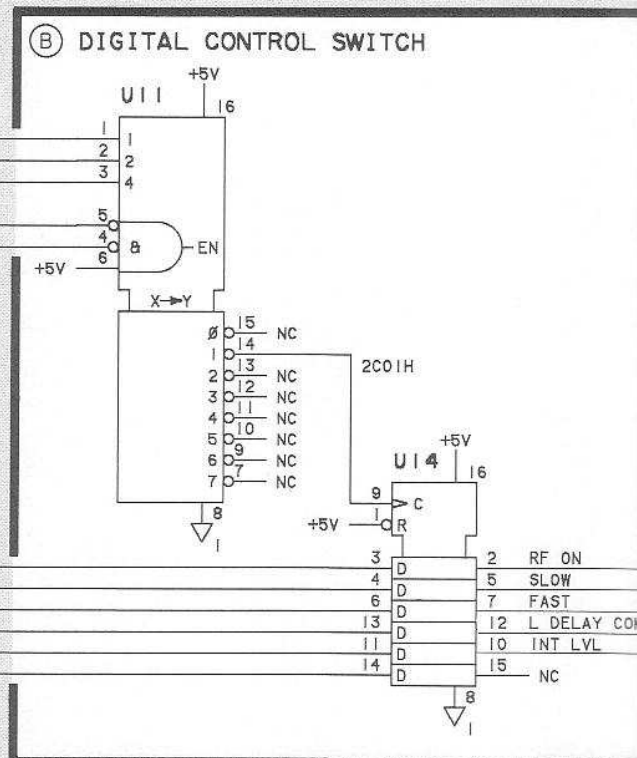 B DIGITAL CONTROL SWITCH
+5V
U11
16
1 1
2 2
3 4
5
4 & EN
6
+5V
X→Y
Ø 15 NC
1 14
2CO1H
2 13 NC
3 12 NC
4 11 NC
5 10 NC
6 9 NC
7 7 NC
8
1
+5V
U14
16
9 C
+5V 1 R
3 D 2 RF ON
4 D 5 SLOW
6 D 7 FAST
13 D 12 L DELAY
11 D 10 INT LVL
14 D 15 NC
8
1